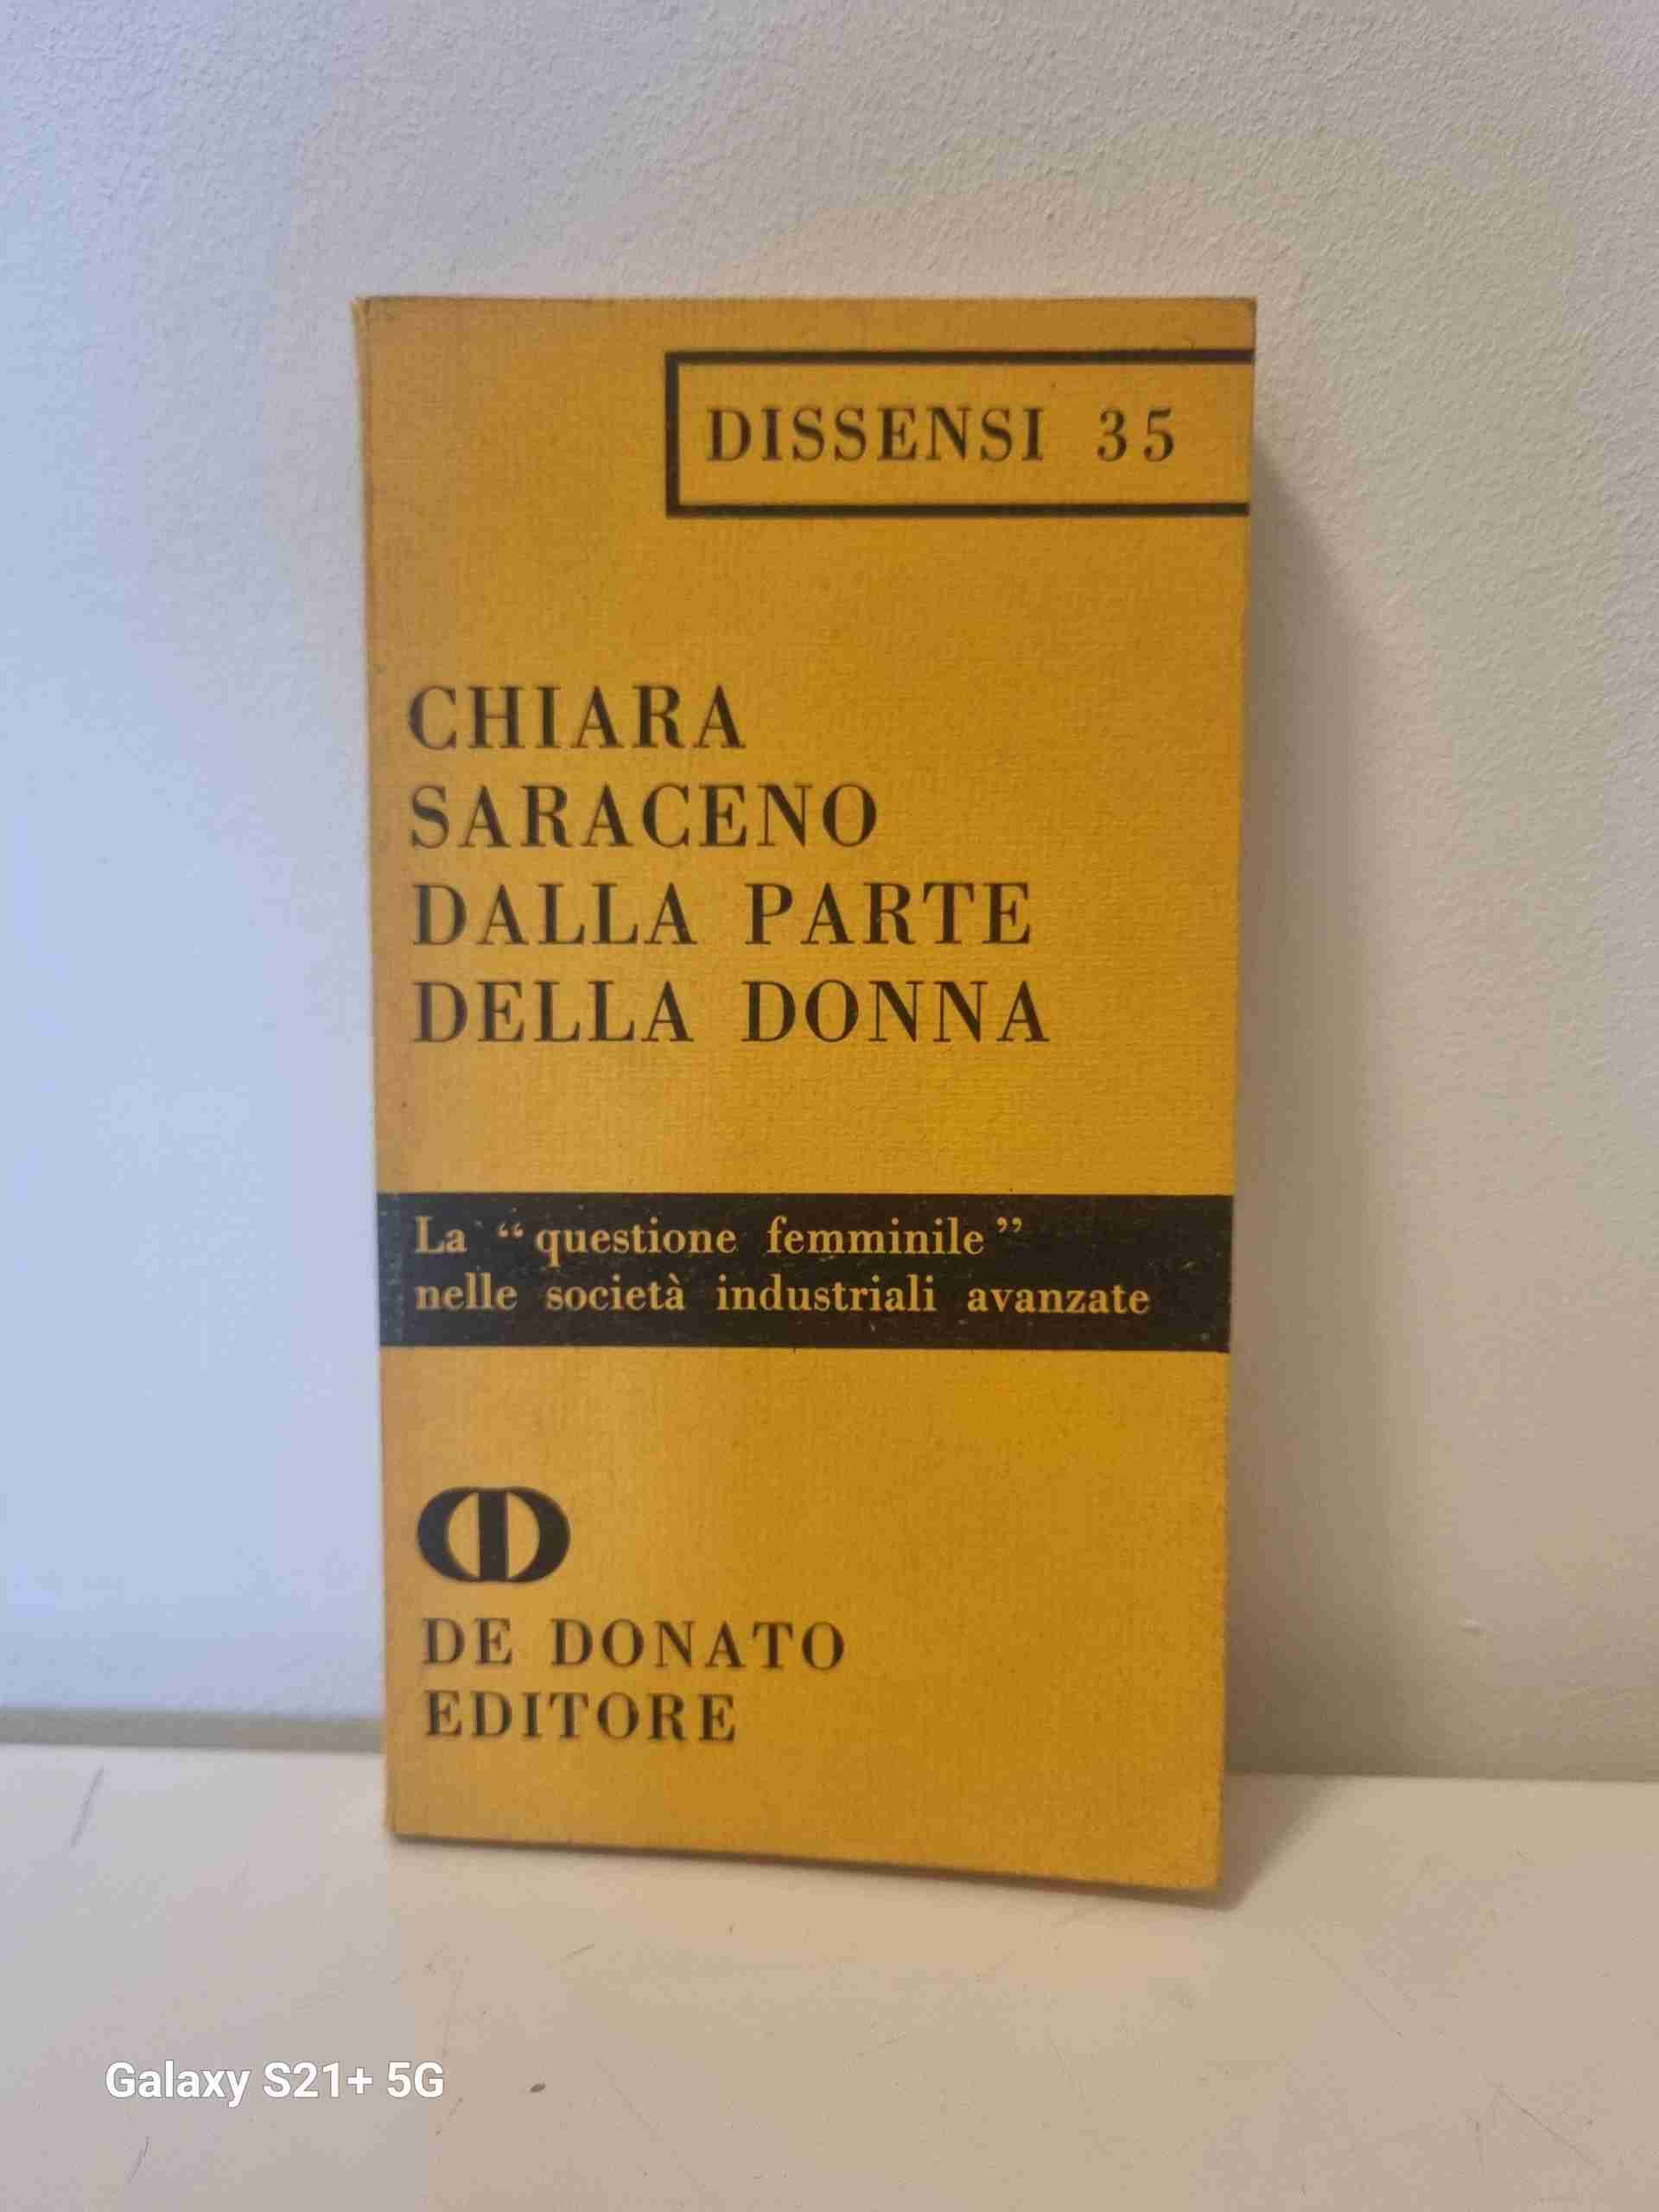 DISSENSI 35
CHIARA
SARACENO
DALLA PARTE
DELLA DONNA
La “questione femminile”
nelle società industriali avanzate
DE DONATO
EDITORE
Galaxy S21+ 5G